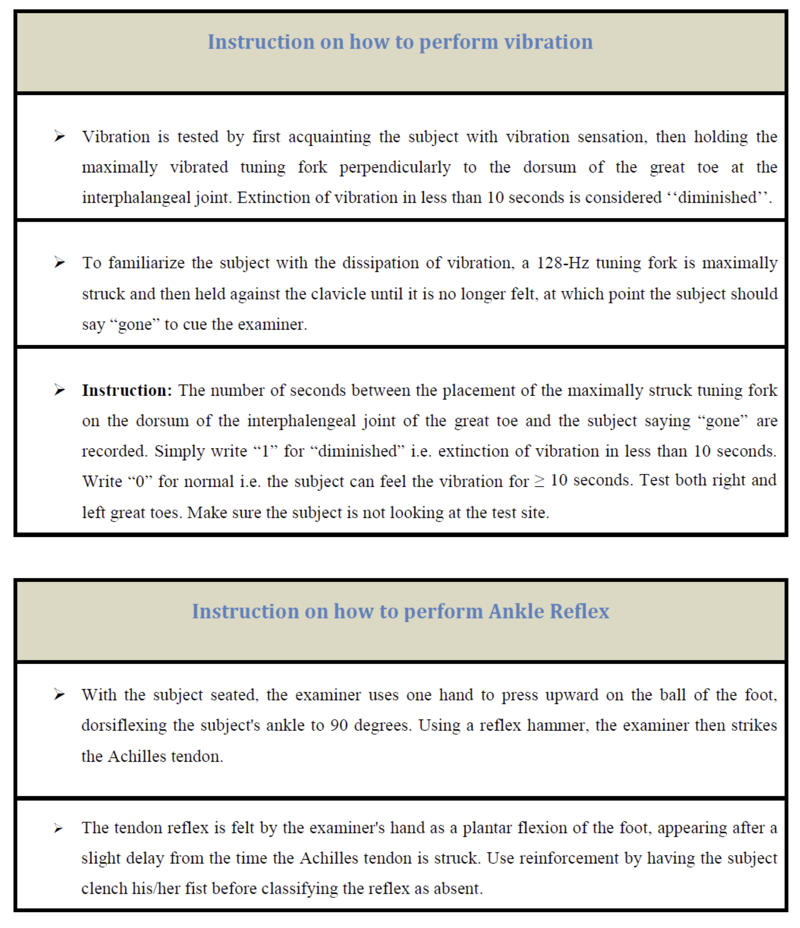 Instruction on how to perform vibration
➢ Vibration is tested by first acquainting the subject with vibration sensation, then holding the
maximally vibrated tuning fork perpendicularly to the dorsum of the great toe at the
interphalangeal joint. Extinction of vibration in less than 10 seconds is considered ‘‘diminished’’.
➢ To familiarize the subject with the dissipation of vibration, a 128-Hz tuning fork is maximally
struck and then held against the clavicle until it is no longer felt, at which point the subject should
say “gone” to cue the examiner.
➢ Instruction: The number of seconds between the placement of the maximally struck tuning fork
on the dorsum of the interphalengeal joint of the great toe and the subject saying “gone” are
recorded. Simply write “1” for “diminished” i.e. extinction of vibration in less than 10 seconds.
Write “0” for normal i.e. the subject can feel the vibration for ≥ 10 seconds. Test both right and
left great toes. Make sure the subject is not looking at the test site.
Instruction on how to perform Ankle Reflex
➢ With the subject seated, the examiner uses one hand to press upward on the ball of the foot,
dorsiflexing the subject's ankle to 90 degrees. Using a reflex hammer, the examiner then strikes
the Achilles tendon.
➢ The tendon reflex is felt by the examiner's hand as a plantar flexion of the foot, appearing after a
slight delay from the time the Achilles tendon is struck. Use reinforcement by having the subject
clench his/her fist before classifying the reflex as absent.